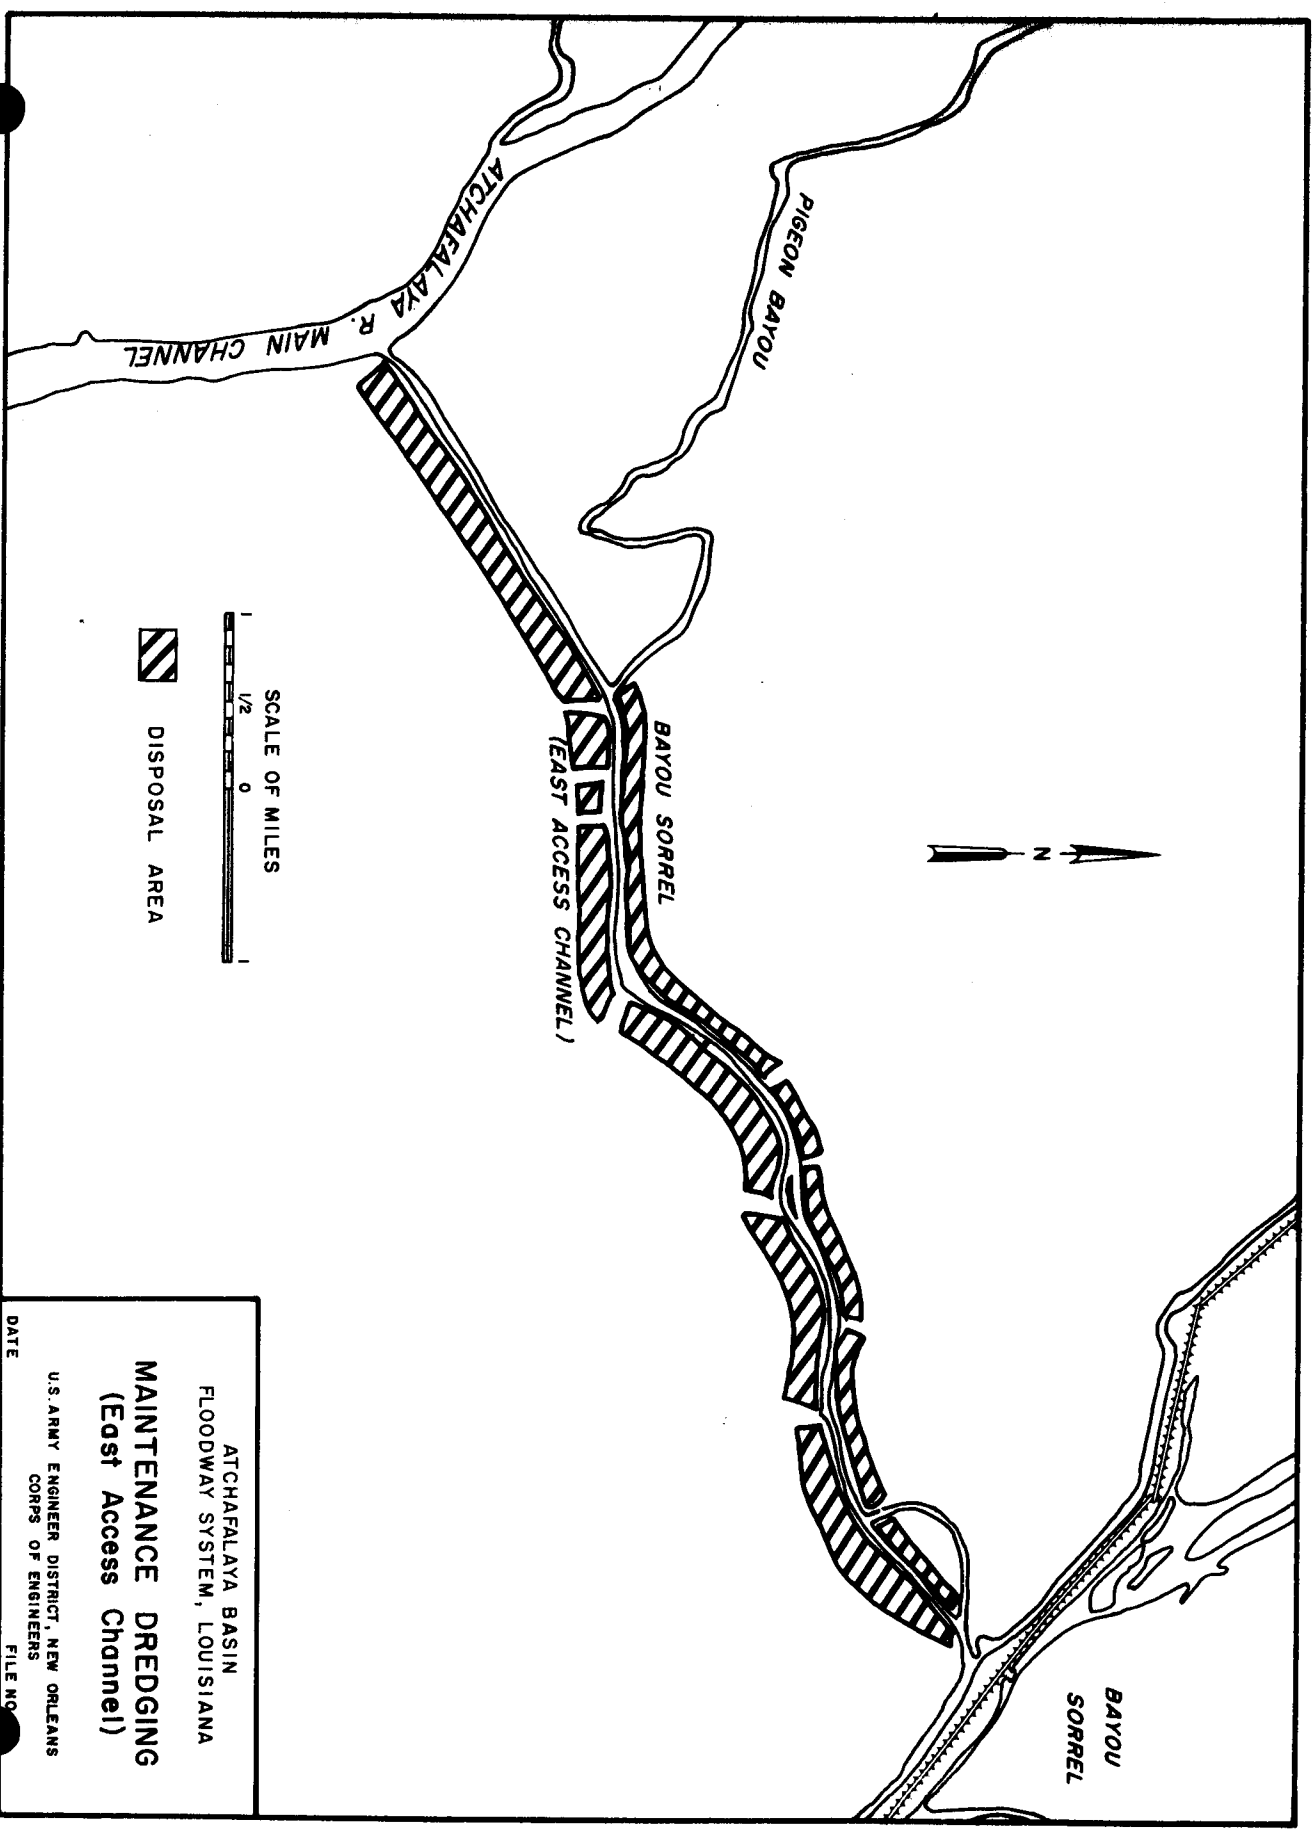 PIGEON BAYOU
ATCHAFALAYA R. MAIN CHANNEL
BAYOU SORREL
(EAST ACCESS CHANNEL)
N
BAYOU
SORREL
SCALE OF MILES
1 1/2 0 1
DISPOSAL AREA
ATCHAFALAYA BASIN
FLOODWAY SYSTEM, LOUISIANA
MAINTENANCE DREDGING
(East Access Channel)
U.S. ARMY ENGINEER DISTRICT, NEW ORLEANS
CORPS OF ENGINEERS
DATE FILE NO